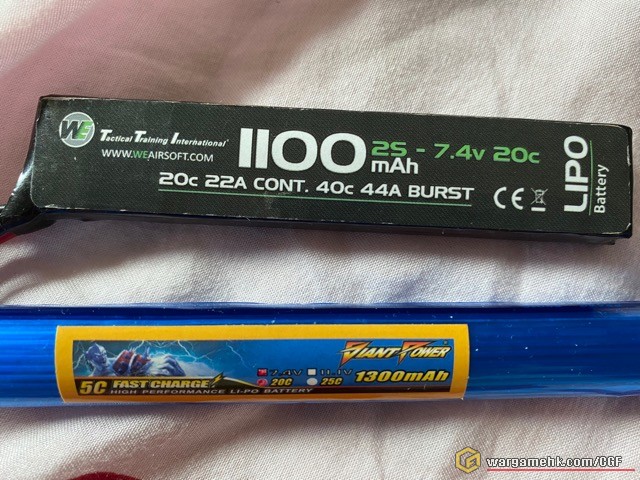 WE Tactical Training International
WWW.WEAIRSOFT.COM
1100 mAh 2S - 7.4v 20c
20c 22A CONT. 40c 44A BURST
CE
LIPO
Battery
GIANT POWER
7.4V 11.1V
5C FAST CHARGE 20C 25C 1300mAh
HIGH PERFORMANCE LI-PO BATTERY
wargamehk.com/CGF